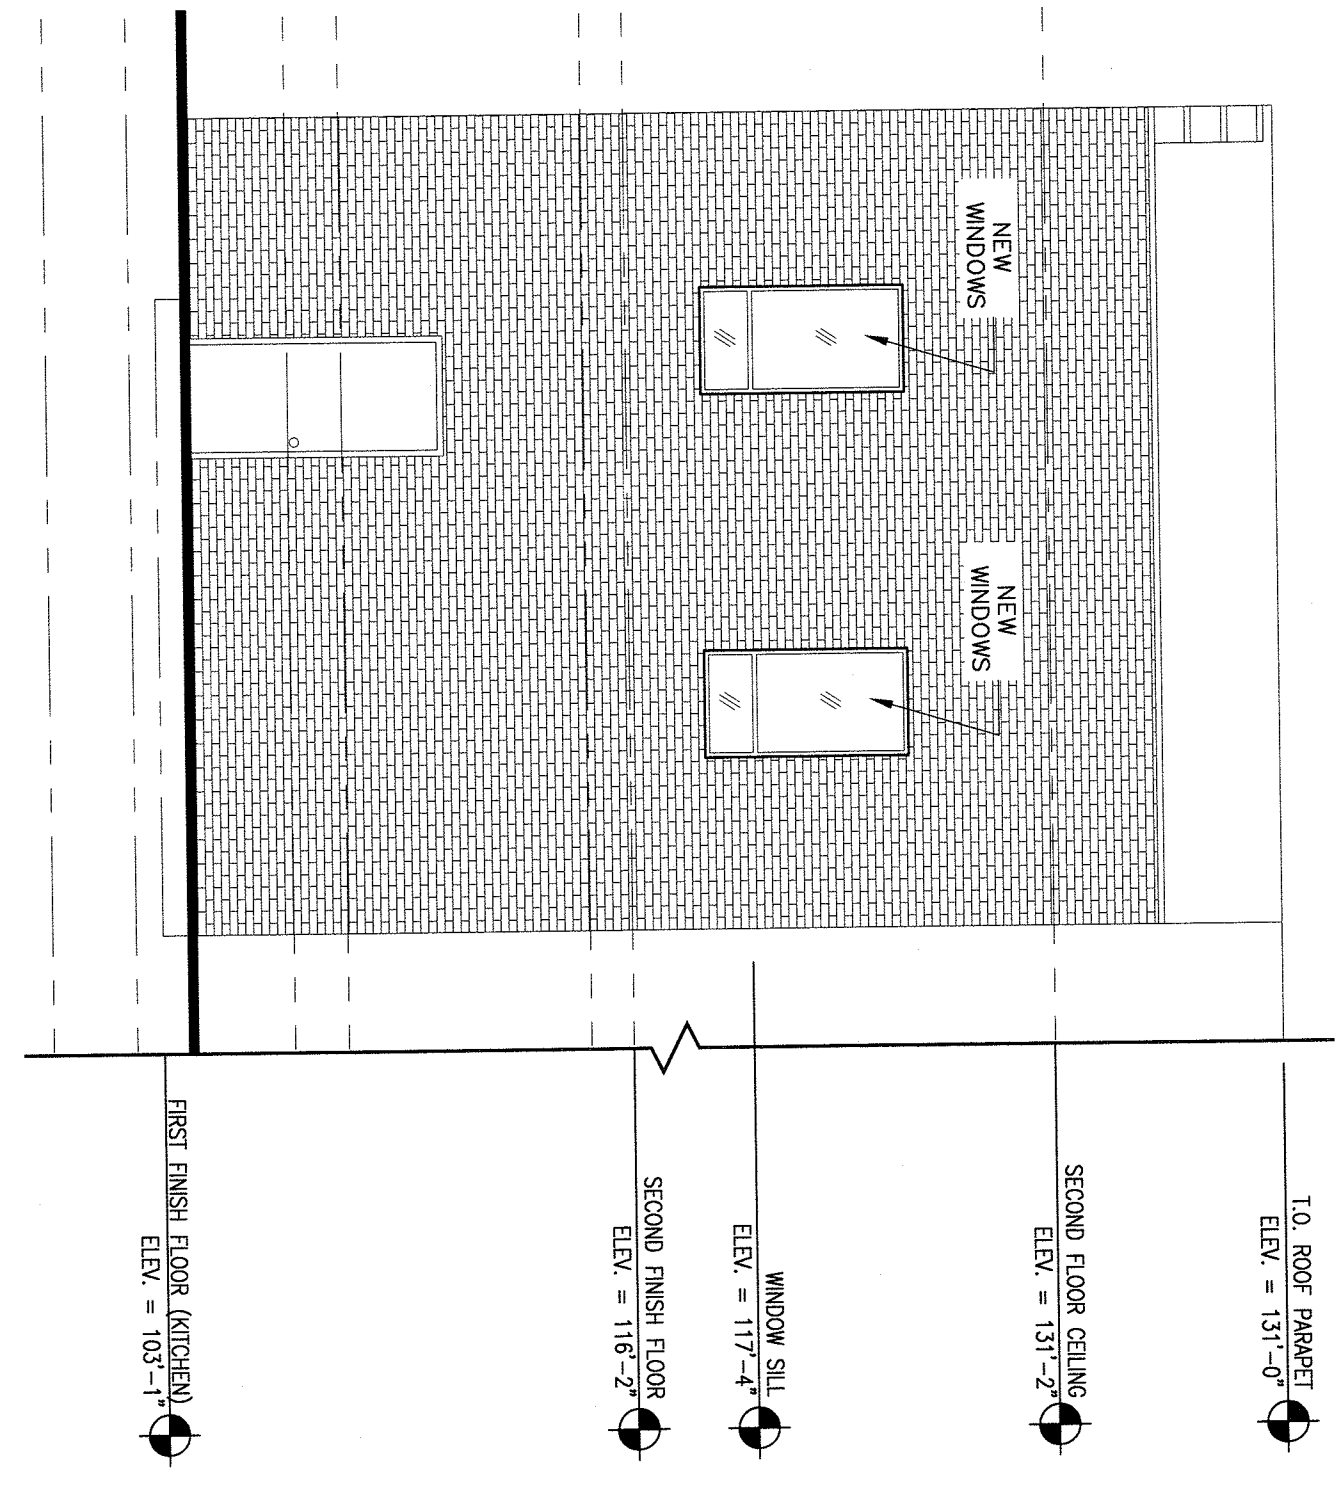 NEW
WINDOWS
NEW
WINDOWS
T.O. ROOF PARAPET
ELEV. = 131'-0"
SECOND FLOOR CEILING
ELEV. = 131'-2"
WINDOW SILL
ELEV. = 117'-4"
SECOND FINISH FLOOR
ELEV. = 116'-2"
FIRST FINISH FLOOR (KITCHEN)
ELEV. = 103'-1"